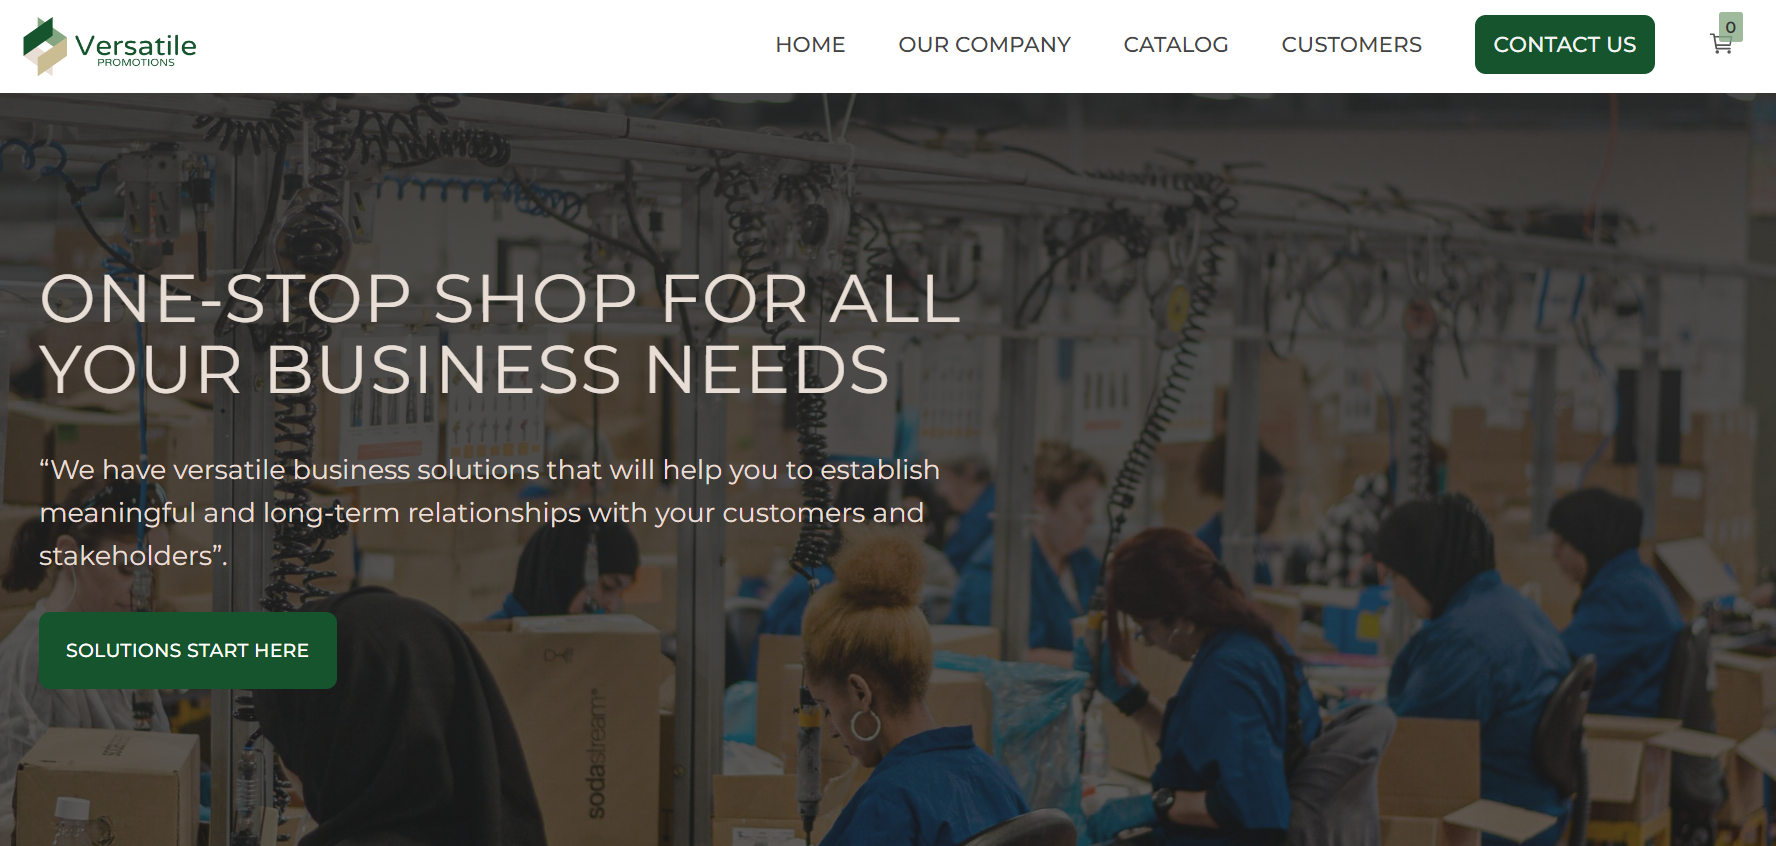 Versatile
PROMOTIONS
HOME
OUR COMPANY
CATALOG
CUSTOMERS
CONTACT US
0
ONE-STOP SHOP FOR ALL
YOUR BUSINESS NEEDS
“We have versatile business solutions that will help you to establish
meaningful and long-term relationships with your customers and
stakeholders”.
SOLUTIONS START HERE
sodastream